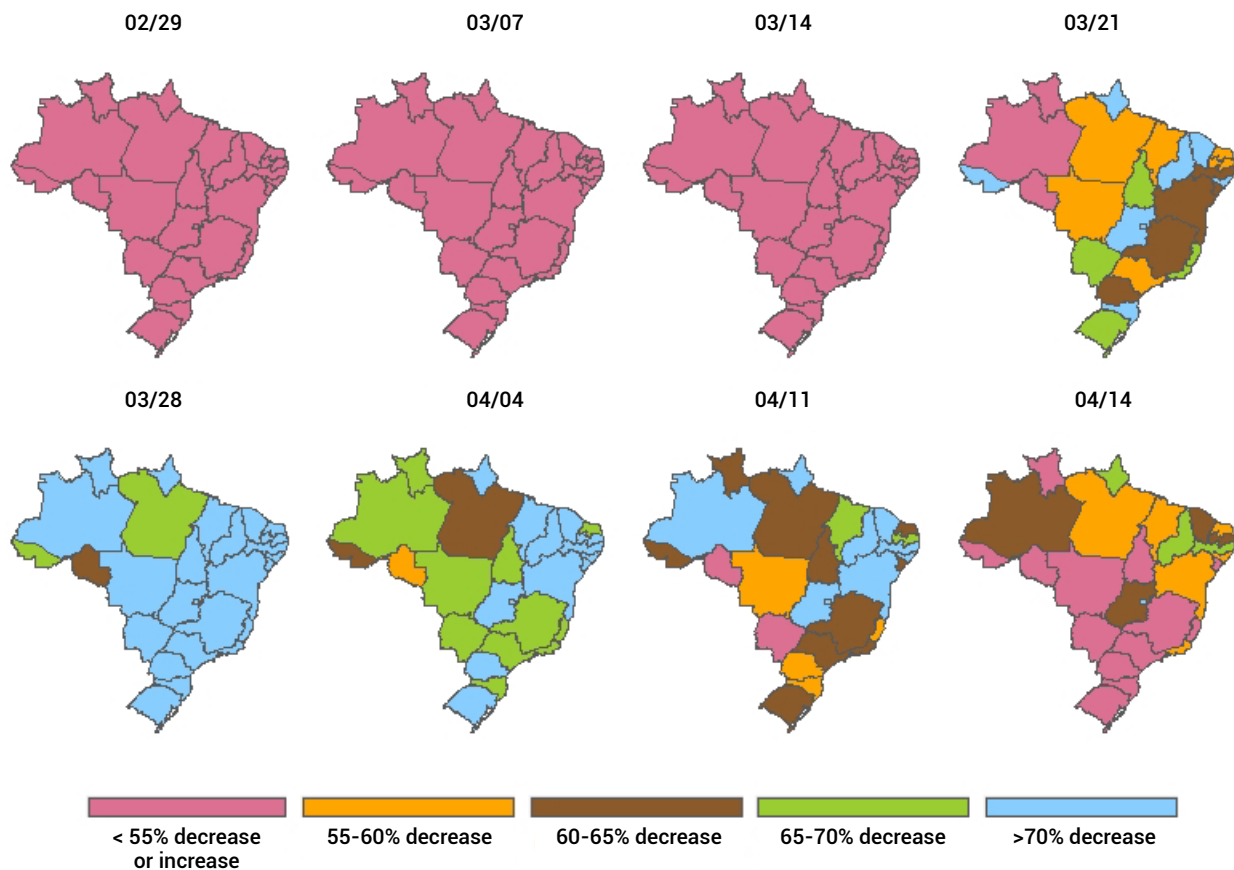 02/29
03/07
03/14
03/21
03/28
04/04
04/11
04/14
< 55% decrease
or increase
55-60% decrease
60-65% decrease
65-70% decrease
>70% decrease